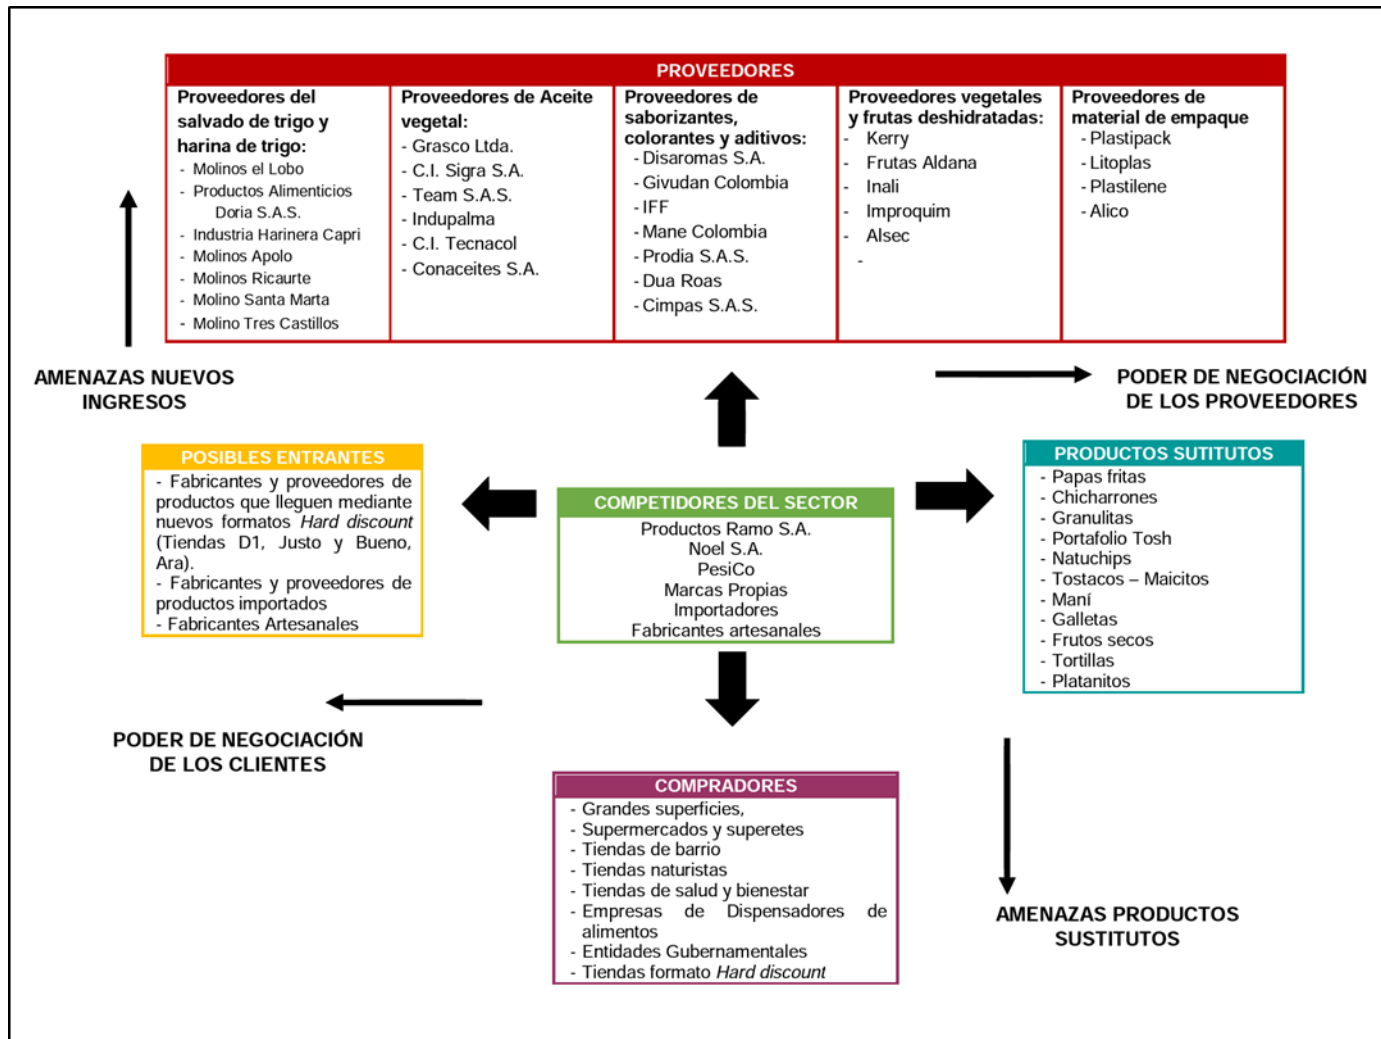 PROVEEDORES
Proveedores del
salvado de trigo y
harina de trigo:
- Molinos el Lobo
- Productos Alimenticios
Doria S.A.S.
- Industria Harinera Capri
- Molinos Apolo
- Molinos Ricaurte
- Molino Santa Marta
- Molino Tres Castillos
Proveedores de Aceite
vegetal:
- Grasco Ltda.
- C.I. Sigra S.A.
- Team S.A.S.
- Indupalma
- C.I. Tecnacol
- Conaceites S.A.
Proveedores de
saborizantes,
colorantes y aditivos:
- Disaromas S.A.
- Givudan Colombia
- IFF
- Mane Colombia
- Prodia S.A.S.
- Dua Roas
- Cimpas S.A.S.
Proveedores vegetales
y frutas deshidratadas:
- Kerry
- Frutas Aldana
- Inali
- Improquim
- Alsec
-
Proveedores de
material de empaque
- Plastipack
- Litoplas
- Plastilene
- Alico
AMENAZAS NUEVOS
INGRESOS
PODER DE NEGOCIACIÓN
DE LOS PROVEEDORES
POSIBLES ENTRANTES
- Fabricantes y proveedores de
productos que lleguen mediante
nuevos formatos Hard discount
(Tiendas D1, Justo y Bueno,
Ara).
- Fabricantes y proveedores de
productos importados
- Fabricantes Artesanales
COMPETIDORES DEL SECTOR
Productos Ramo S.A.
Noel S.A.
PesiCo
Marcas Propias
Importadores
Fabricantes artesanales
PRODUCTOS SUTITUTOS
- Papas fritas
- Chicharrones
- Granulitas
- Portafolio Tosh
- Natuchips
- Tostacos – Maicitos
- Maní
- Galletas
- Frutos secos
- Tortillas
- Platanitos
PODER DE NEGOCIACIÓN
DE LOS CLIENTES
COMPRADORES
- Grandes superficies,
- Supermercados y superetes
- Tiendas de barrio
- Tiendas naturistas
- Tiendas de salud y bienestar
- Empresas de Dispensadores de
alimentos
- Entidades Gubernamentales
- Tiendas formato Hard discount
AMENAZAS PRODUCTOS
SUSTITUTOS